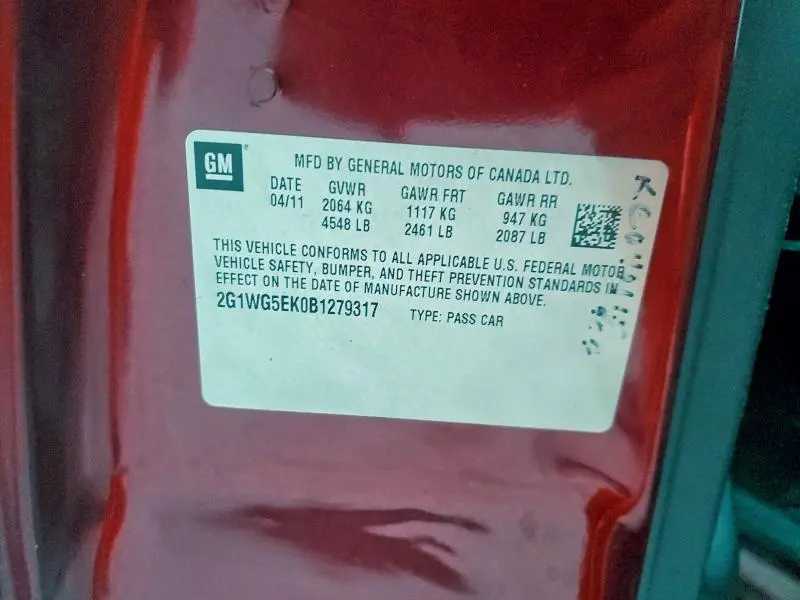 GM
MFD BY GENERAL MOTORS OF CANADA LTD.
DATE GVWR GAWR FRT GAWR RR
04/11 2064 KG 1117 KG 947 KG
4548 LB 2461 LB 2087 LB
THIS VEHICLE CONFORMS TO ALL APPLICABLE U.S. FEDERAL MOTOR
VEHICLE SAFETY, BUMPER, AND THEFT PREVENTION STANDARDS IN
EFFECT ON THE DATE OF MANUFACTURE SHOWN ABOVE.
2G1WG5EK0B1279317 TYPE: PASS CAR